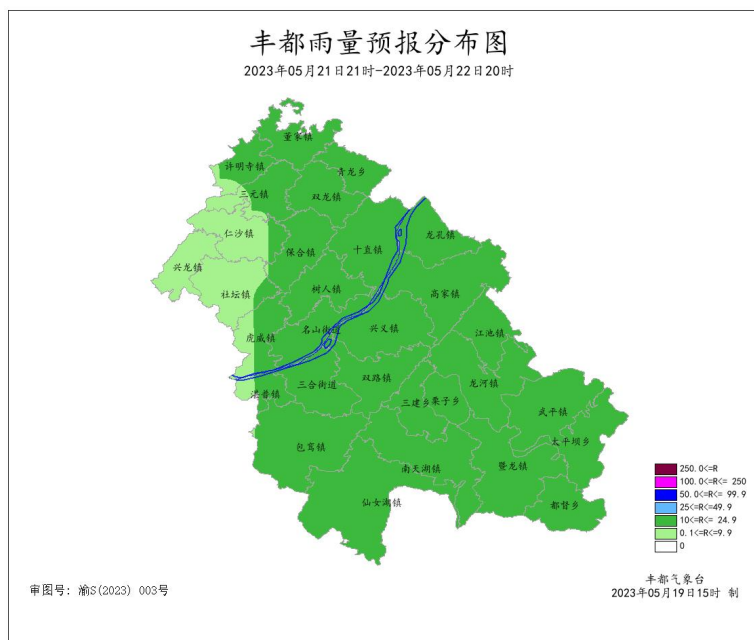 丰都雨量预报分布图
2023年05月21日21时-2023年05月22日20时
董家镇
许明寺镇
青龙乡
三元镇
双龙镇
仁沙镇
龙孔镇
保合镇
十直镇
兴龙镇
社坛镇
树人镇
高家镇
虎威镇
名山街道
兴义镇
江池镇
湛普镇
三合街道
双路镇
龙河镇
三建乡
栗子乡
武平镇
太平坝乡
包鸾镇
南天湖镇
暨龙镇
仙女湖镇
都督乡
250.0<=R
100.0<R<= 250
50.0<R<= 99.9
25<=R<49.9
10<R<= 24.9
0.1<=R<=9.9
0
审图号: 渝S(2023) 003号
丰都气象台
2023年05月19日15时 制